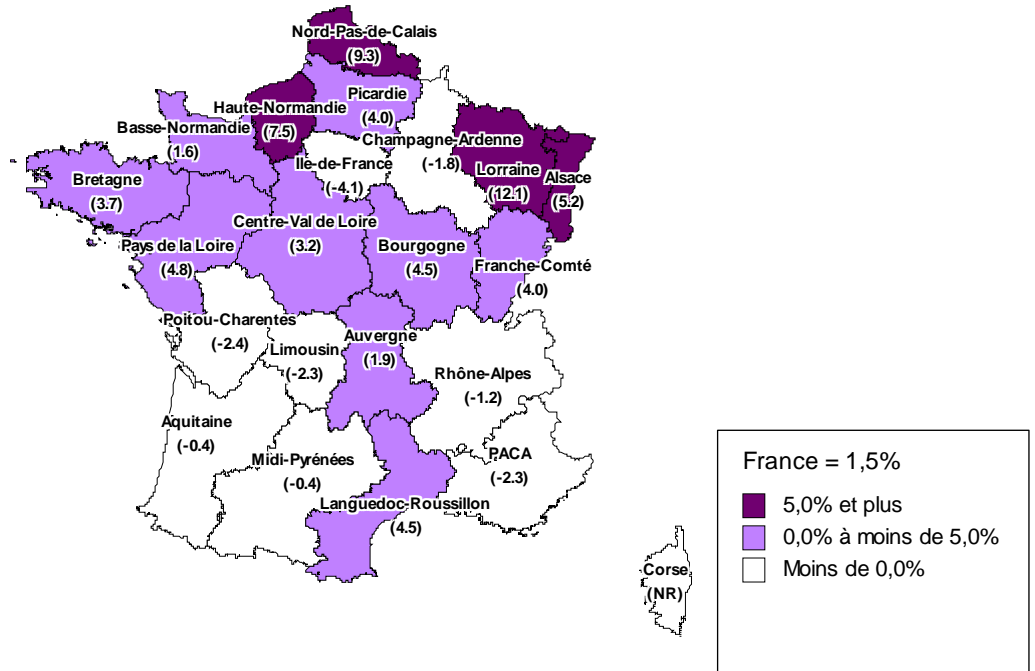 Nord-Pas-de-Calais
(9.3)
Picardie
(4.0)
Haute-Normandie
(7.5)
Basse-Normandie
(1.6)
Champagne-Ardenne
(-1.8)
Ile-de-France
(-4.1)
Lorraine
(12.1)
Alsace
(5.2)
Bretagne
(3.7)
Centre-Val de Loire
(3.2)
Pays de la Loire
(4.8)
Bourgogne
(4.5)
Franche-Comté
(4.0)
Poitou-Charentes
(-2.4)
Limousin
(-2.3)
Auvergne
(1.9)
Rhône-Alpes
(-1.2)
Aquitaine
(-0.4)
Midi-Pyrénées
(-0.4)
PACA
(-2.3)
Languedoc-Roussillon
(4.5)
Corse
(NR)
France = 1,5%
5,0% et plus
0,0% à moins de 5,0%
Moins de 0,0%